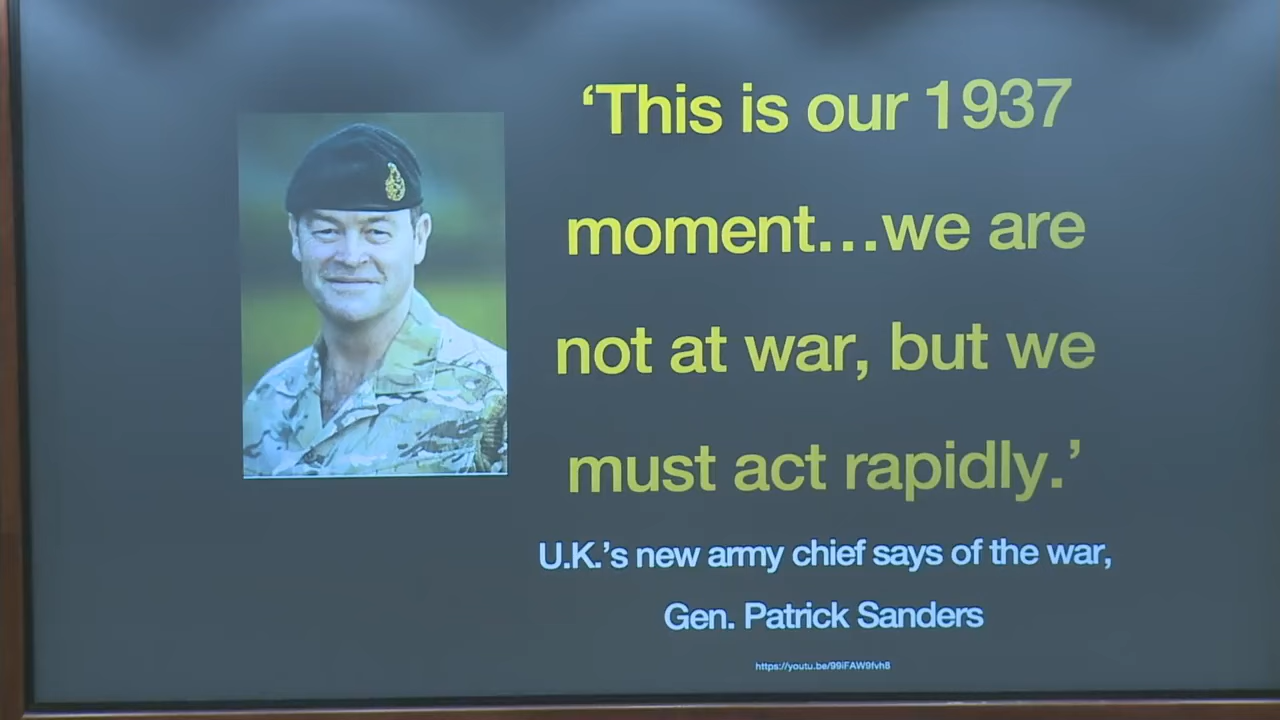 ‘This is our 1937
moment…we are
not at war, but we
must act rapidly.’
U.K.’s new army chief says of the war,
Gen. Patrick Sanders
https://youtu.be/99iFAW9fvh8